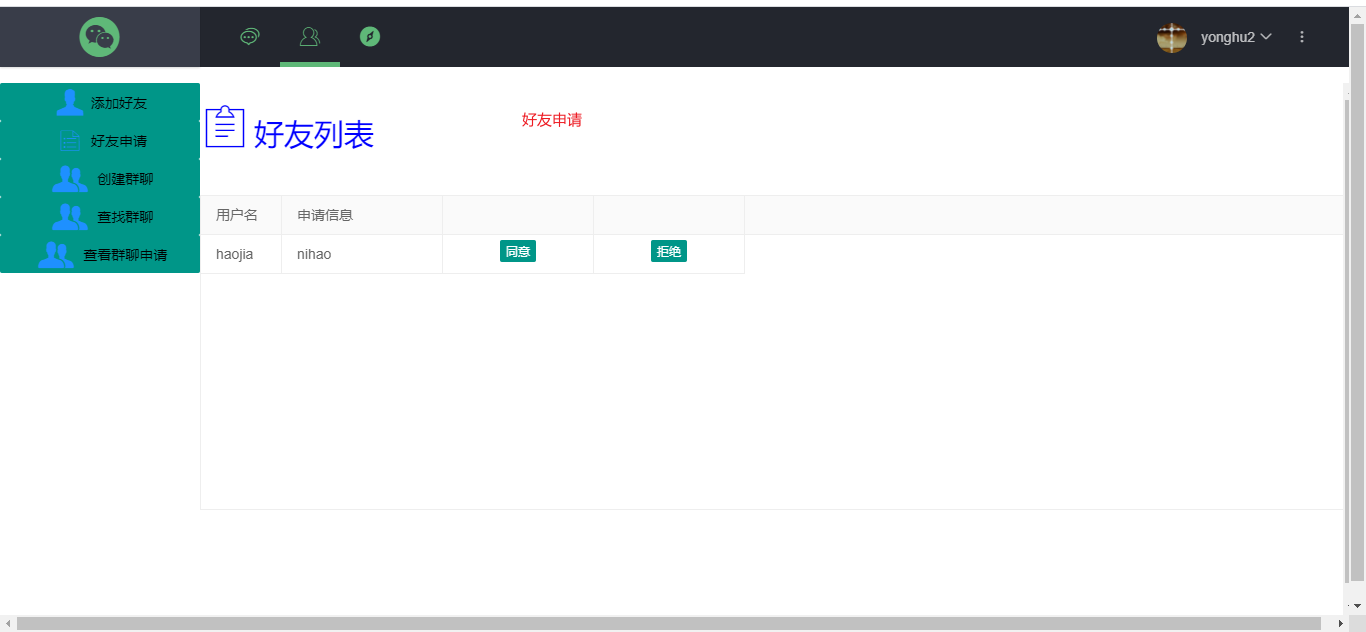 yonghu2
添加好友
好友申请
创建群聊
查找群聊
查看群聊申请
好友列表
好友申请
用户名 申请信息
haojia nihao 同意 拒绝